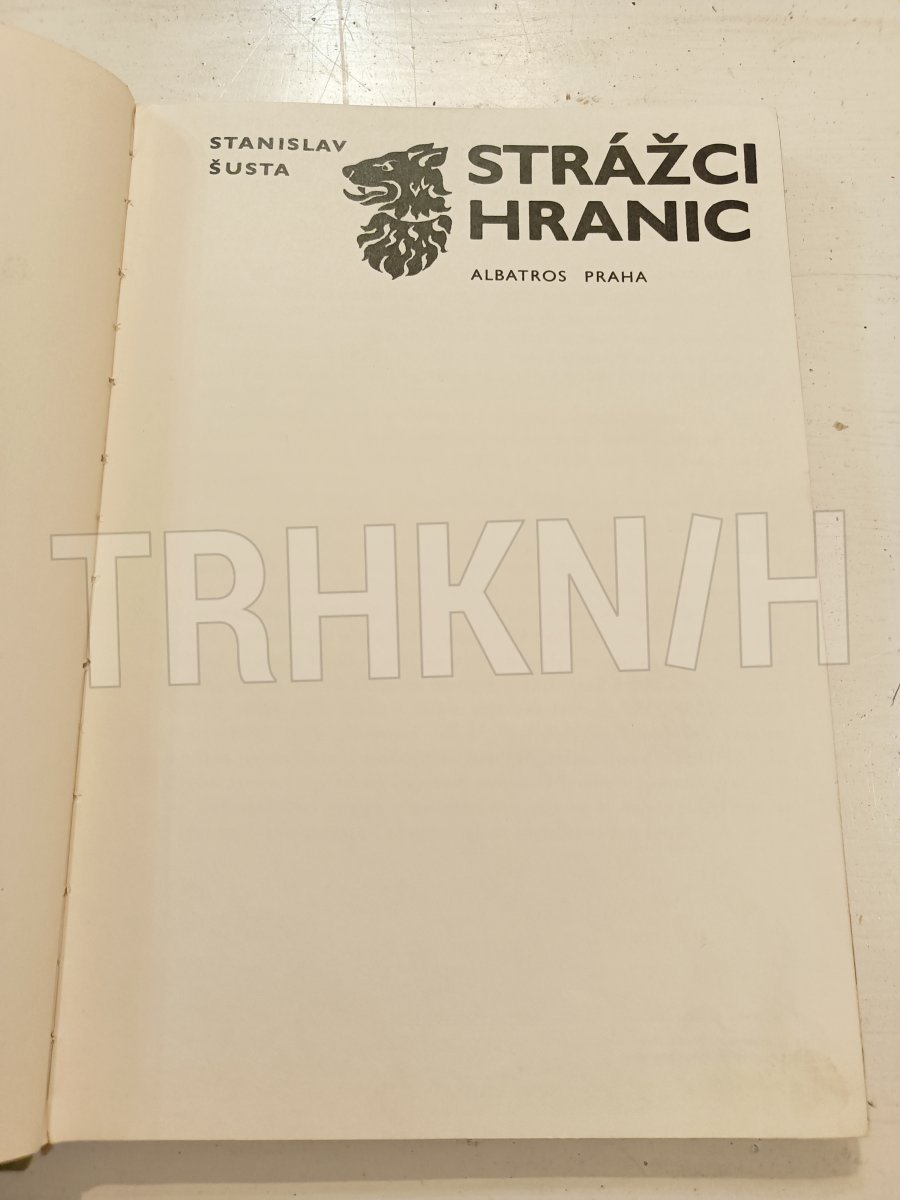 STANISLAV
ŠUSTA
STRÁŽCI
HRANIC
ALBATROS PRAHA
TRHKNIH